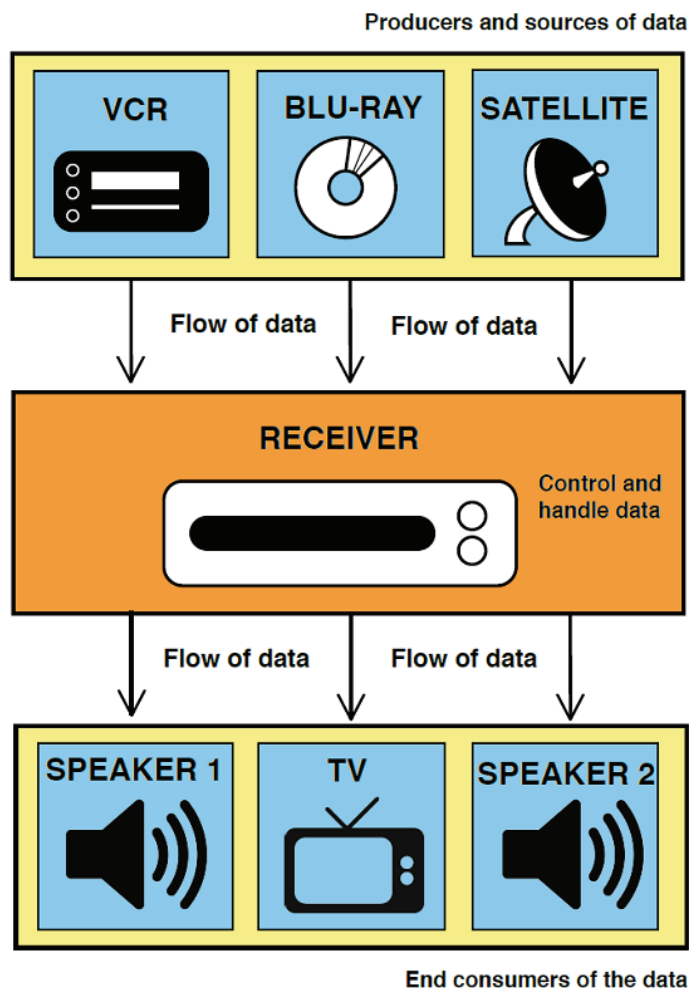 Producers and sources of data
VCR
BLU-RAY
SATELLITE
Flow of data
Flow of data
RECEIVER
Control and
handle data
Flow of data
Flow of data
SPEAKER 1
TV
SPEAKER 2
End consumers of the data